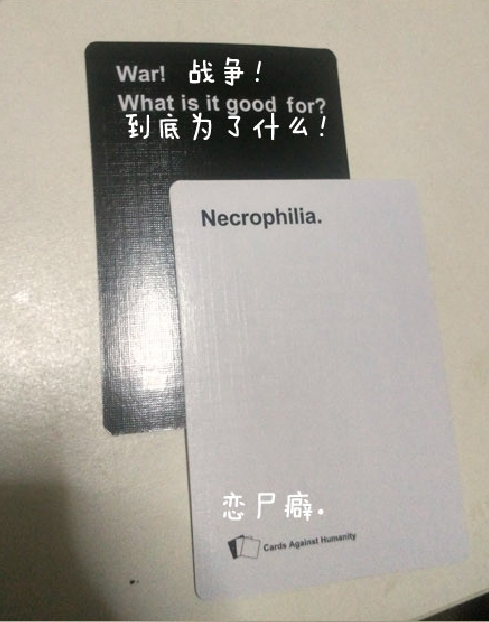 War! 战争！
What is it good for?
到底为了什么！
Necrophilia.
恋尸癖.
Cards Against Humanity